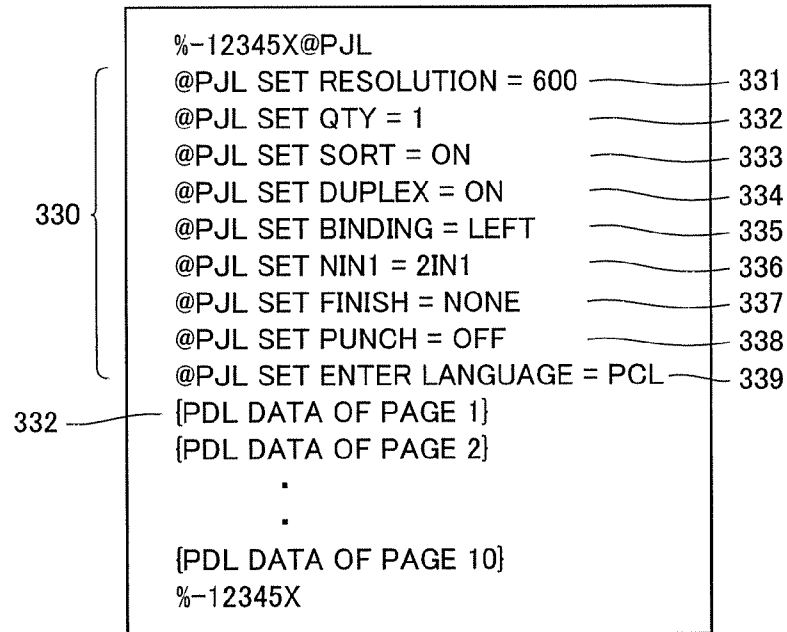 %-12345X@PJL
@PJL SET RESOLUTION = 600 331
@PJL SET QTY = 1 332
@PJL SET SORT = ON 333
@PJL SET DUPLEX = ON 334
330
@PJL SET BINDING = LEFT 335
@PJL SET NIN1 = 2IN1 336
@PJL SET FINISH = NONE 337
@PJL SET PUNCH = OFF 338
@PJL SET ENTER LANGUAGE = PCL 339
332 {PDL DATA OF PAGE 1}
{PDL DATA OF PAGE 2}
.
.
{PDL DATA OF PAGE 10}
%-12345X